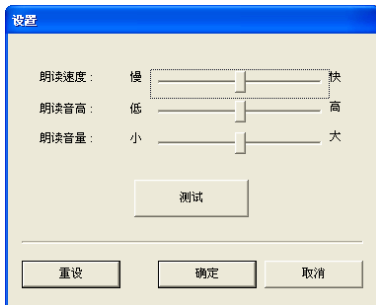 设置
朗读速度： 慢 快
朗读音高： 低 高
朗读音量： 小 大
测试
重设 确定 取消